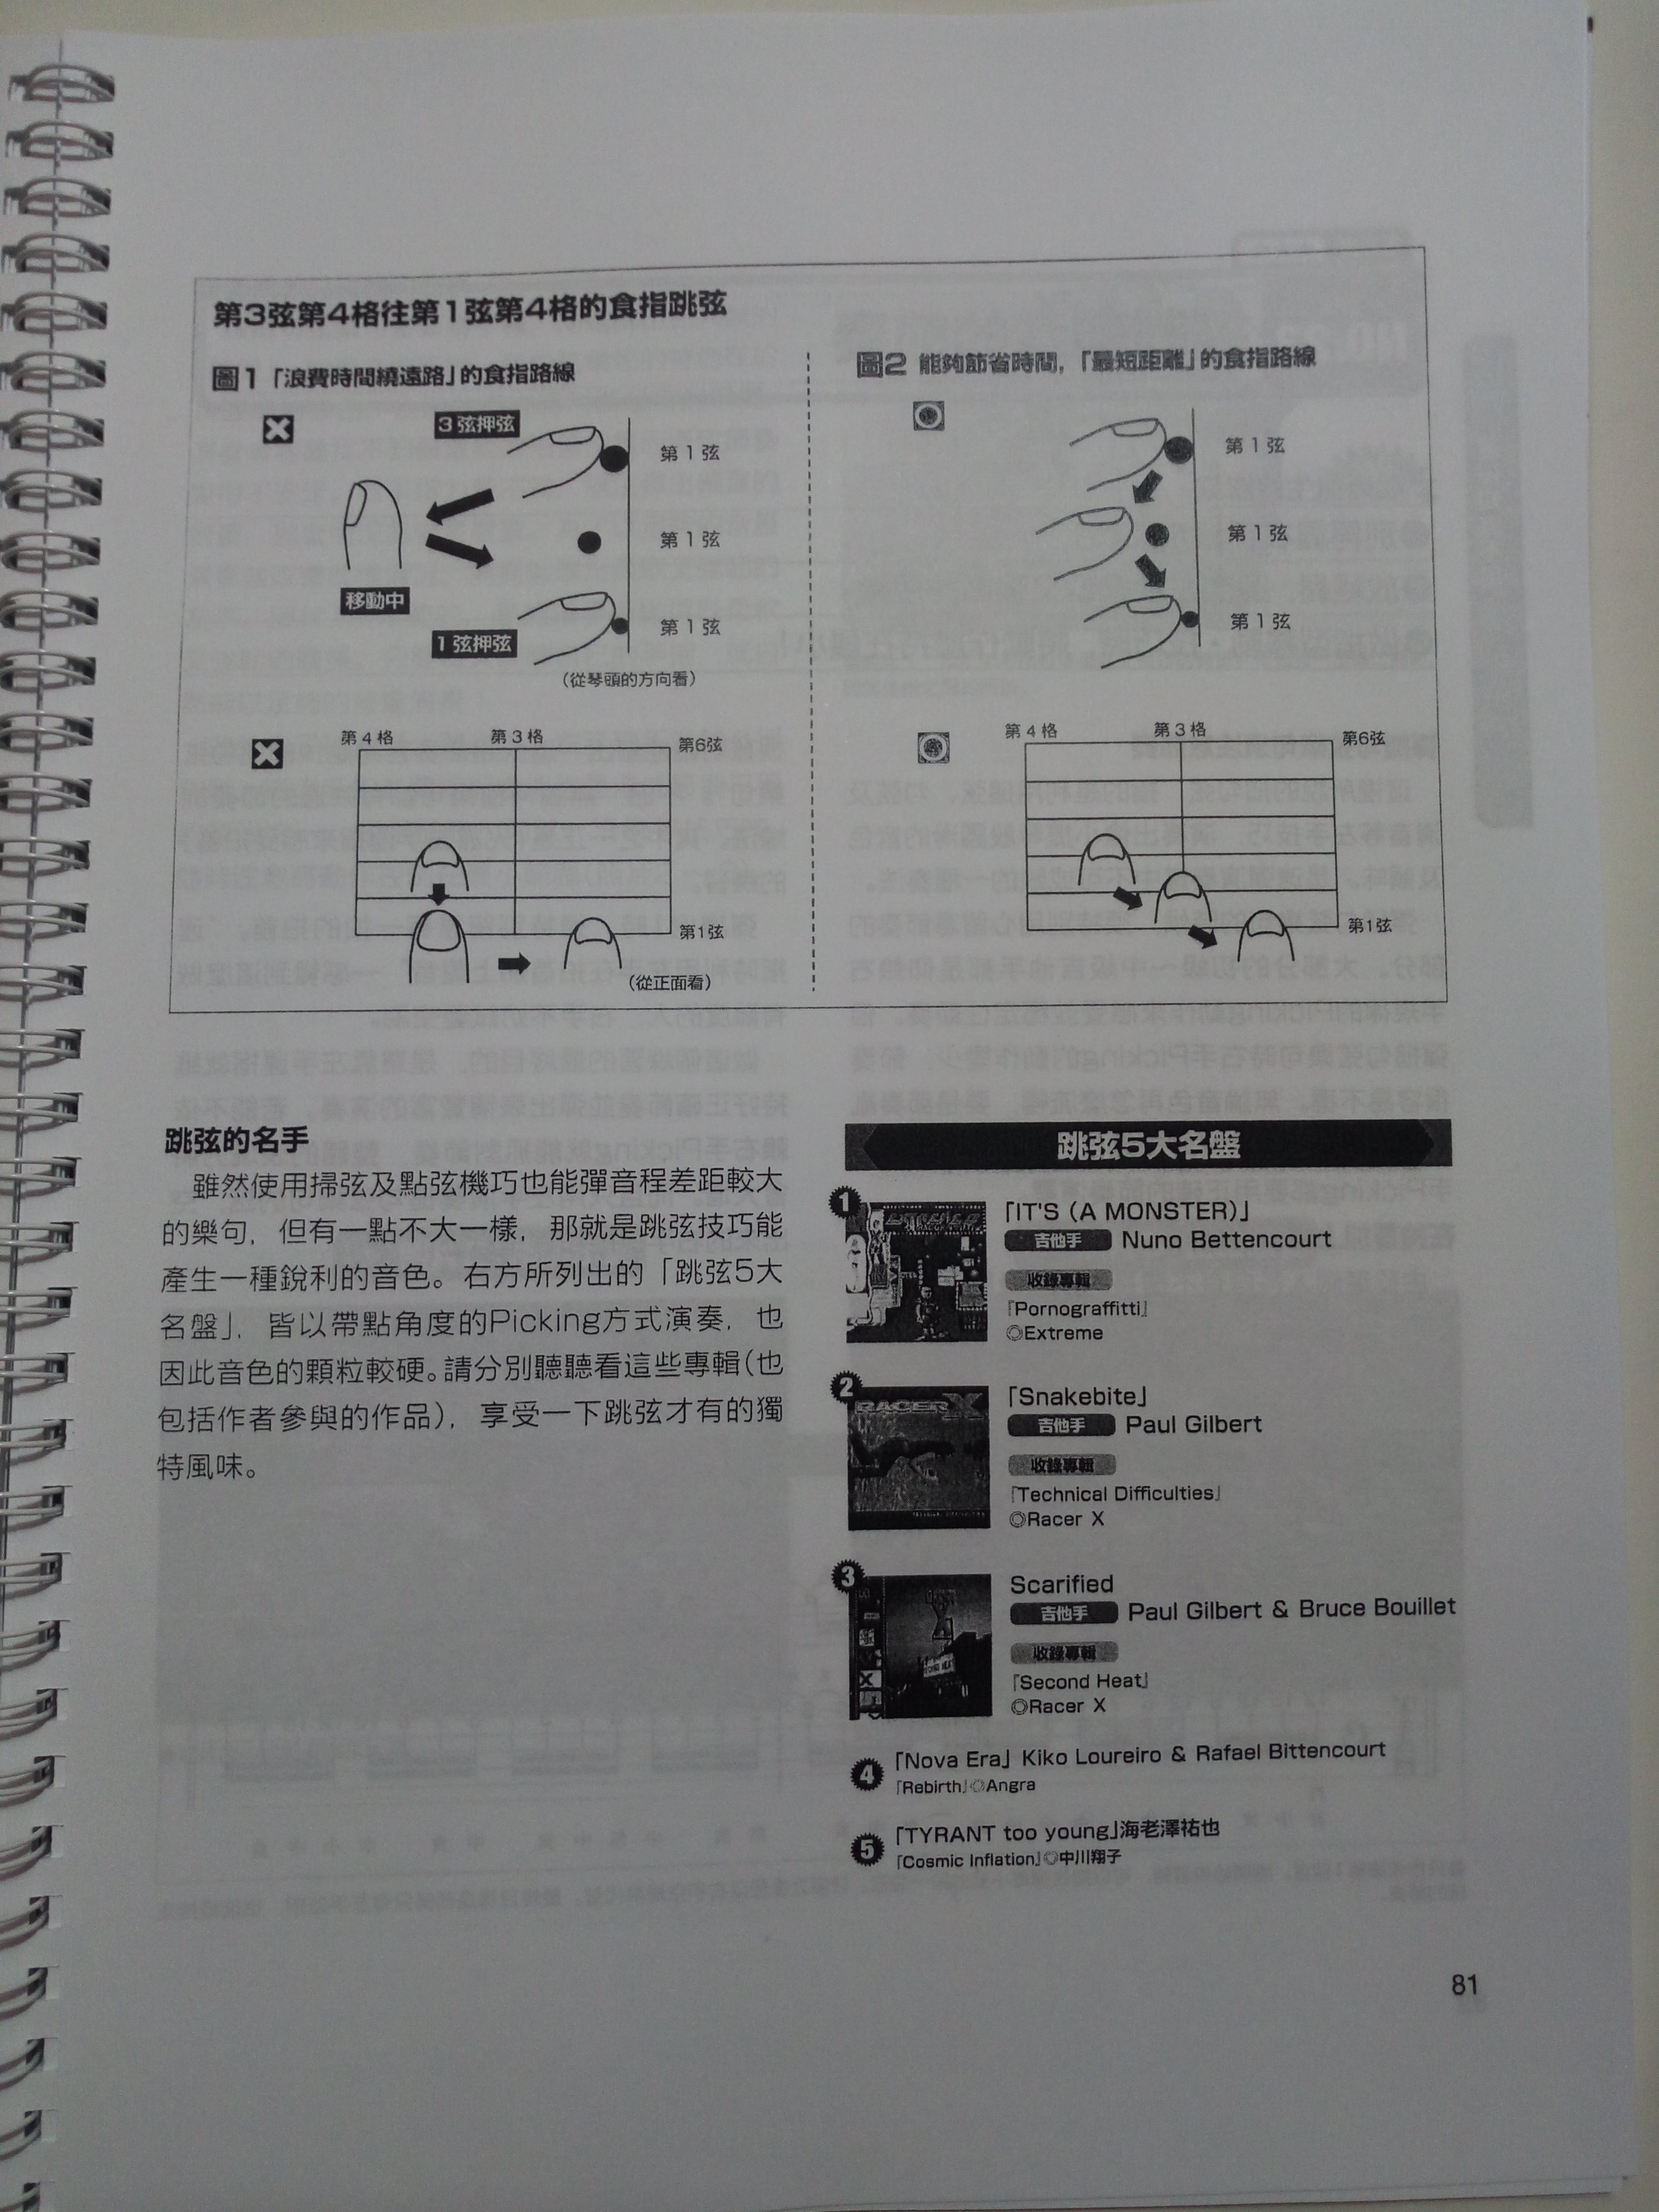 第3弦第4格往第1弦第4格的食指跳弦
圖1「浪費時間繞遠路」的食指路線
3弦押弦
第1弦
第1弦
移動中
1弦押弦
第1弦
(從琴頭的方向看)
第4格
第3格
第6弦
第1弦
(從正面看)
圖2 能夠節省時間,「最短距離」的食指路線
第1弦
第1弦
第1弦
第4格
第3格
第6弦
第1弦
跳弦的名手
雖然使用掃弦及點弦機巧也能彈音程差距較大
的樂句, 但有一點不大一樣, 那就是跳弦技巧能
產生一種銳利的音色。右方所列出的「跳弦5大
名盤」, 皆以帶點角度的Picking方式演奏, 也
因此音色的顆粒較硬。請分別聽聽看這些專輯(也
包括作者參與的作品), 享受一下跳弦才有的獨
特風味。
跳弦5大名盤
1
「IT'S (A MONSTER)」
吉他手 Nuno Bettencourt
收錄專輯
『Pornograffitti』
◎Extreme
2
RACER X
「Snakebite」
吉他手 Paul Gilbert
收錄專輯
『Technical Difficulties』
◎Racer X
3
Scarified
吉他手 Paul Gilbert & Bruce Bouillet
收錄專輯
『Second Heat』
◎Racer X
4 「Nova Era」 Kiko Loureiro & Rafael Bittencourt
「Rebirth」◎Angra
5 「TYRANT too young」海老澤祐也
「Cosmic Inflation」◎中川翔子
81